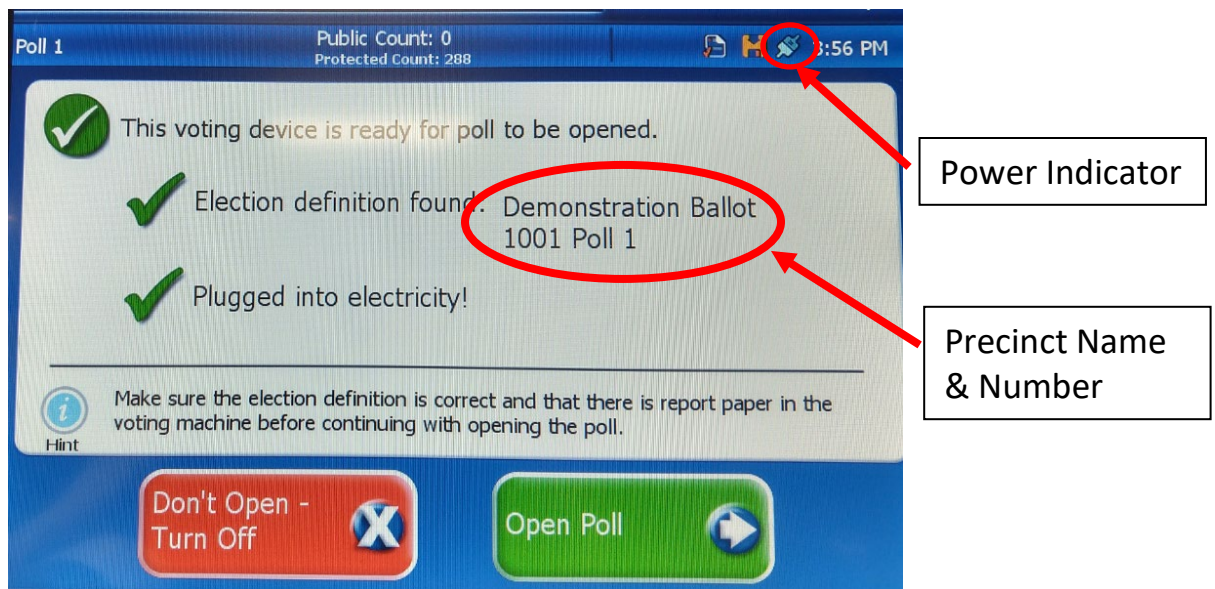 Poll 1
Public Count: 0
Protected Count: 288
:56 PM
This voting device is ready for poll to be opened.
Election definition found.
Demonstration Ballot
1001 Poll 1
Plugged into electricity!
Hint
Make sure the election definition is correct and that there is report paper in the
voting machine before continuing with opening the poll.
Don't Open -
Turn Off
X
Open Poll
Power Indicator
Precinct Name
& Number